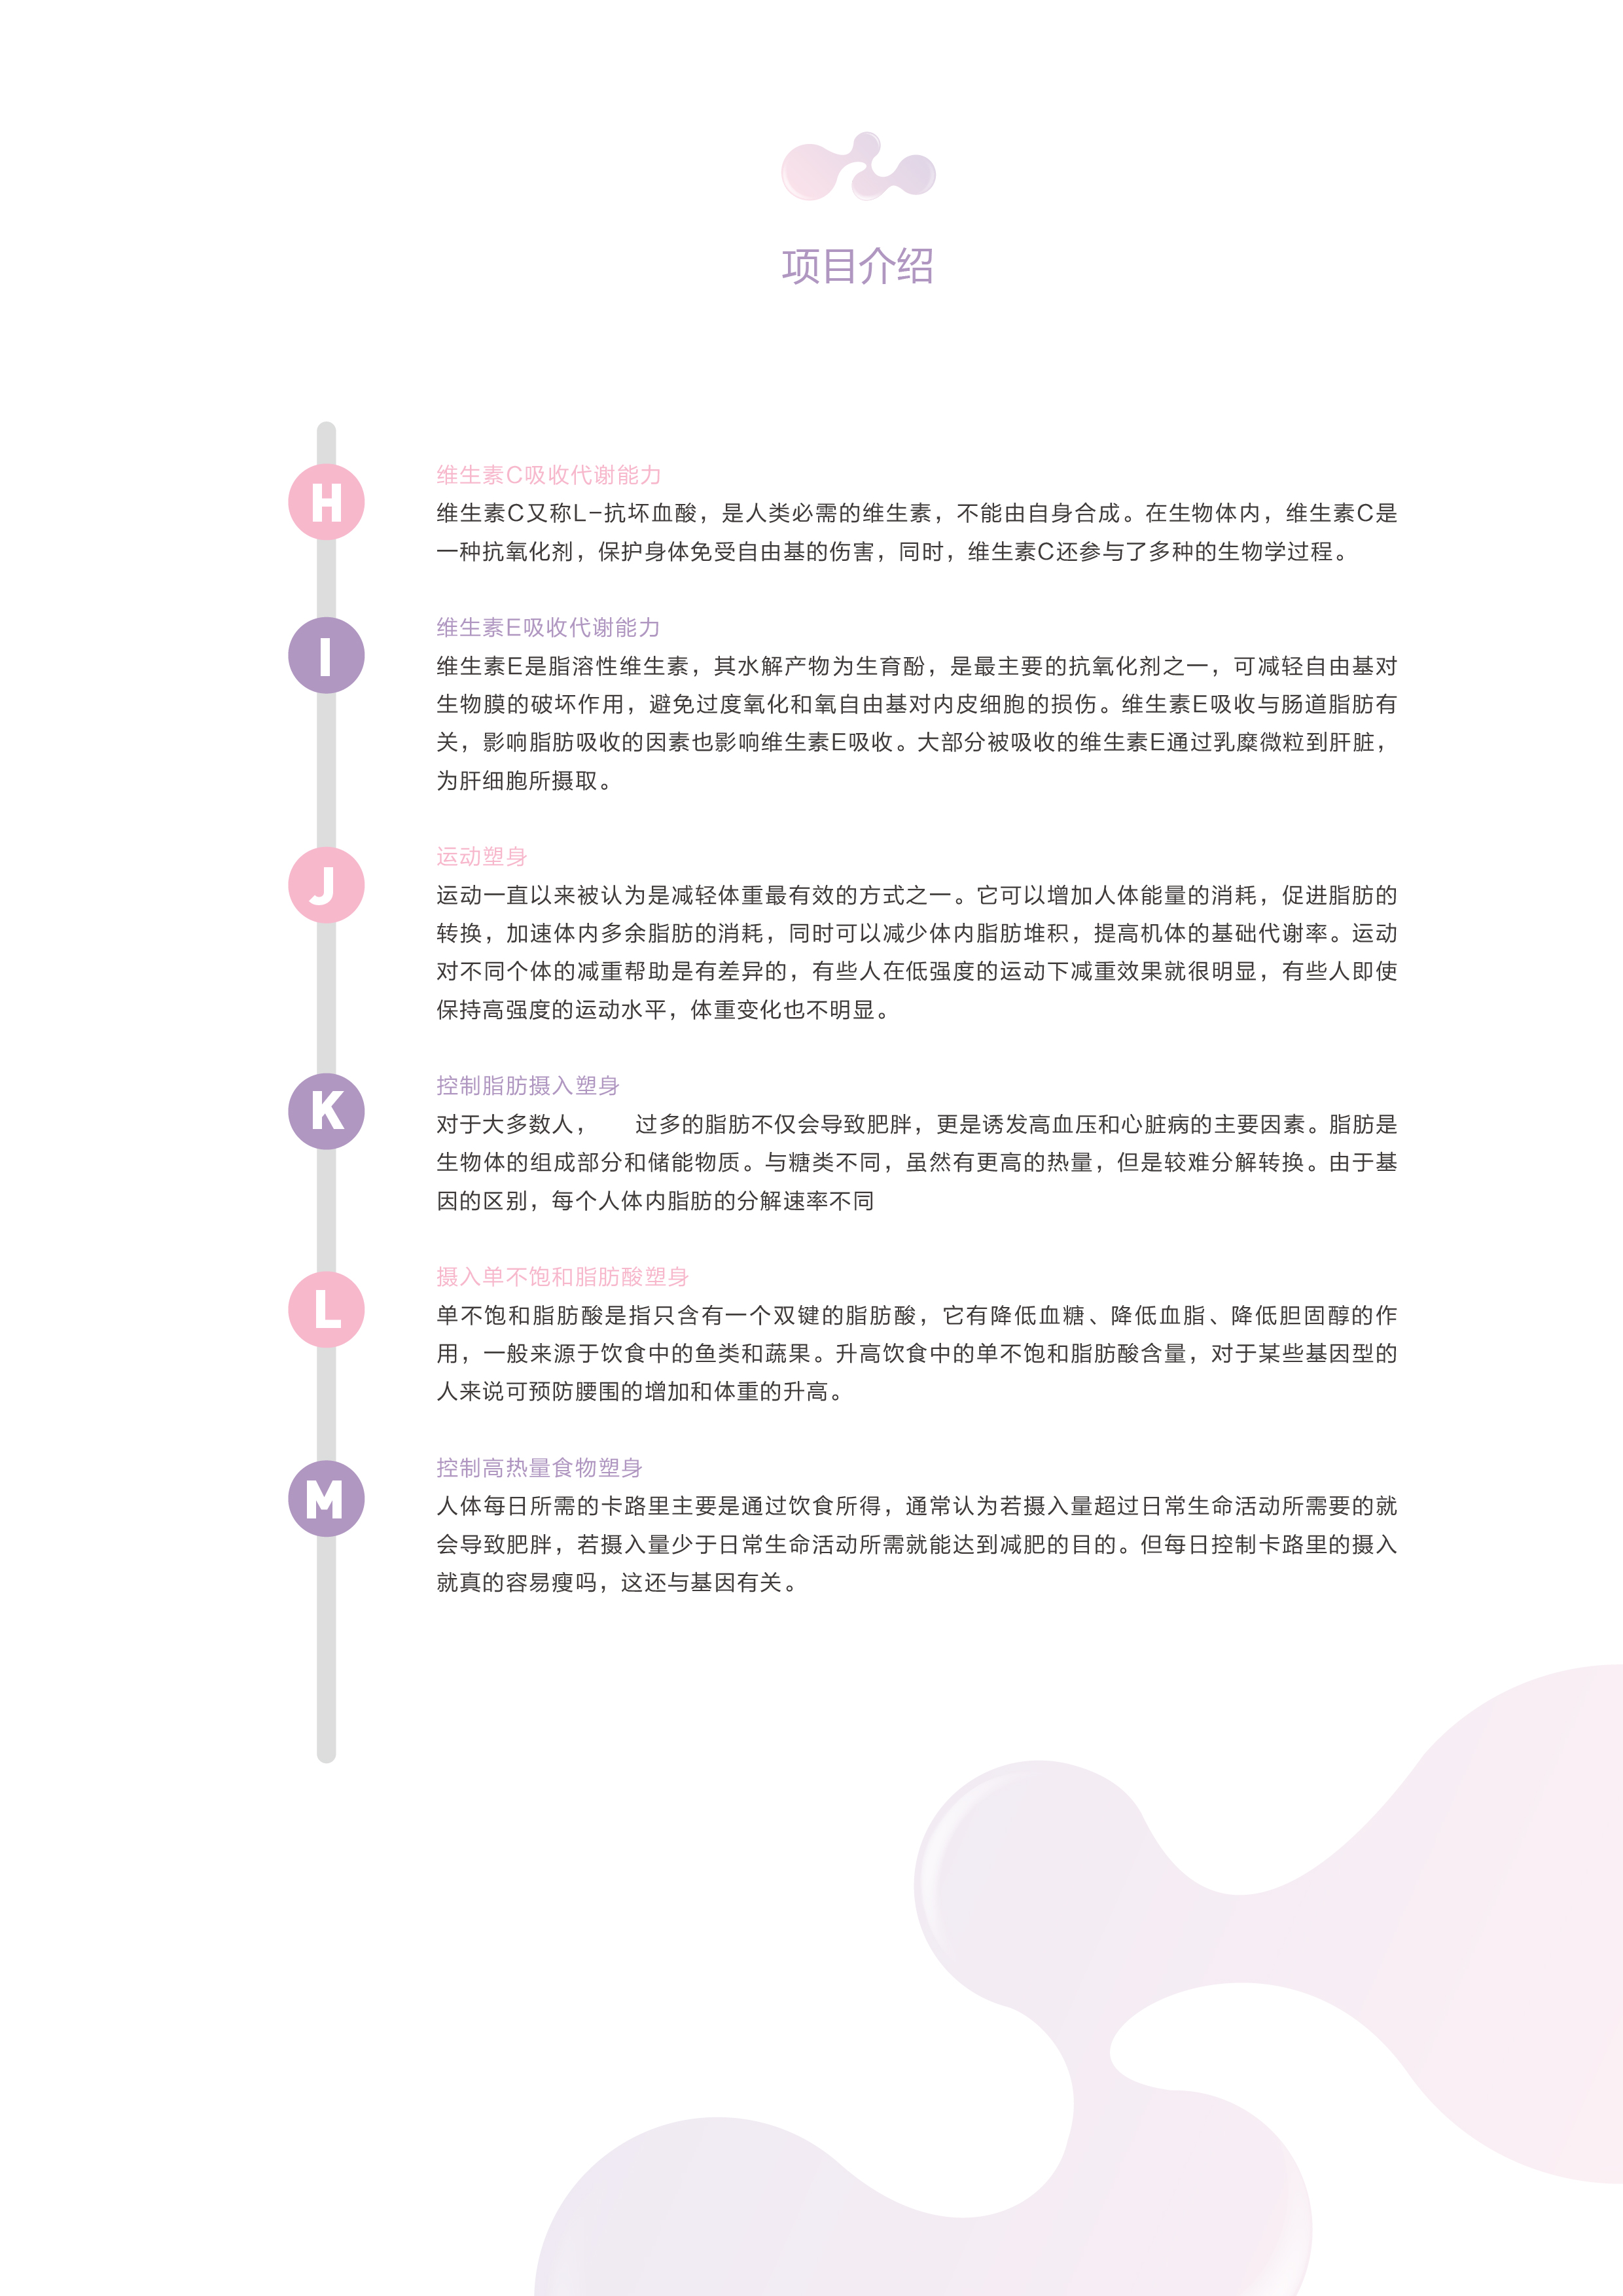 项目介绍
H
维生素C吸收代谢能力
维生素C又称L-抗坏血酸，是人类必需的维生素，不能由自身合成。在生物体内，维生素C是
一种抗氧化剂，保护身体免受自由基的伤害，同时，维生素C还参与了多种的生物学过程。
I
维生素E吸收代谢能力
维生素E是脂溶性维生素，其水解产物为生育酚，是最主要的抗氧化剂之一，可减轻自由基对
生物膜的破坏作用，避免过度氧化和氧自由基对内皮细胞的损伤。维生素E吸收与肠道脂肪有
关，影响脂肪吸收的因素也影响维生素E吸收。大部分被吸收的维生素E通过乳糜微粒到肝脏，
为肝细胞所摄取。
J
运动塑身
运动一直以来被认为是减轻体重最有效的方式之一。它可以增加人体能量的消耗，促进脂肪的
转换，加速体内多余脂肪的消耗，同时可以减少体内脂肪堆积，提高机体的基础代谢率。运动
对不同个体的减重帮助是有差异的，有些人在低强度的运动下减重效果就很明显，有些人即使
保持高强度的运动水平，体重变化也不明显。
K
控制脂肪摄入塑身
对于大多数人，　　过多的脂肪不仅会导致肥胖，更是诱发高血压和心脏病的主要因素。脂肪是
生物体的组成部分和储能物质。与糖类不同，虽然有更高的热量，但是较难分解转换。由于基
因的区别，每个人体内脂肪的分解速率不同
L
摄入单不饱和脂肪酸塑身
单不饱和脂肪酸是指只含有一个双键的脂肪酸，它有降低血糖、降低血脂、降低胆固醇的作
用，一般来源于饮食中的鱼类和蔬果。升高饮食中的单不饱和脂肪酸含量，对于某些基因型的
人来说可预防腰围的增加和体重的升高。
M
控制高热量食物塑身
人体每日所需的卡路里主要是通过饮食所得，通常认为若摄入量超过日常生命活动所需要的就
会导致肥胖，若摄入量少于日常生命活动所需就能达到减肥的目的。但每日控制卡路里的摄入
就真的容易瘦吗，这还与基因有关。